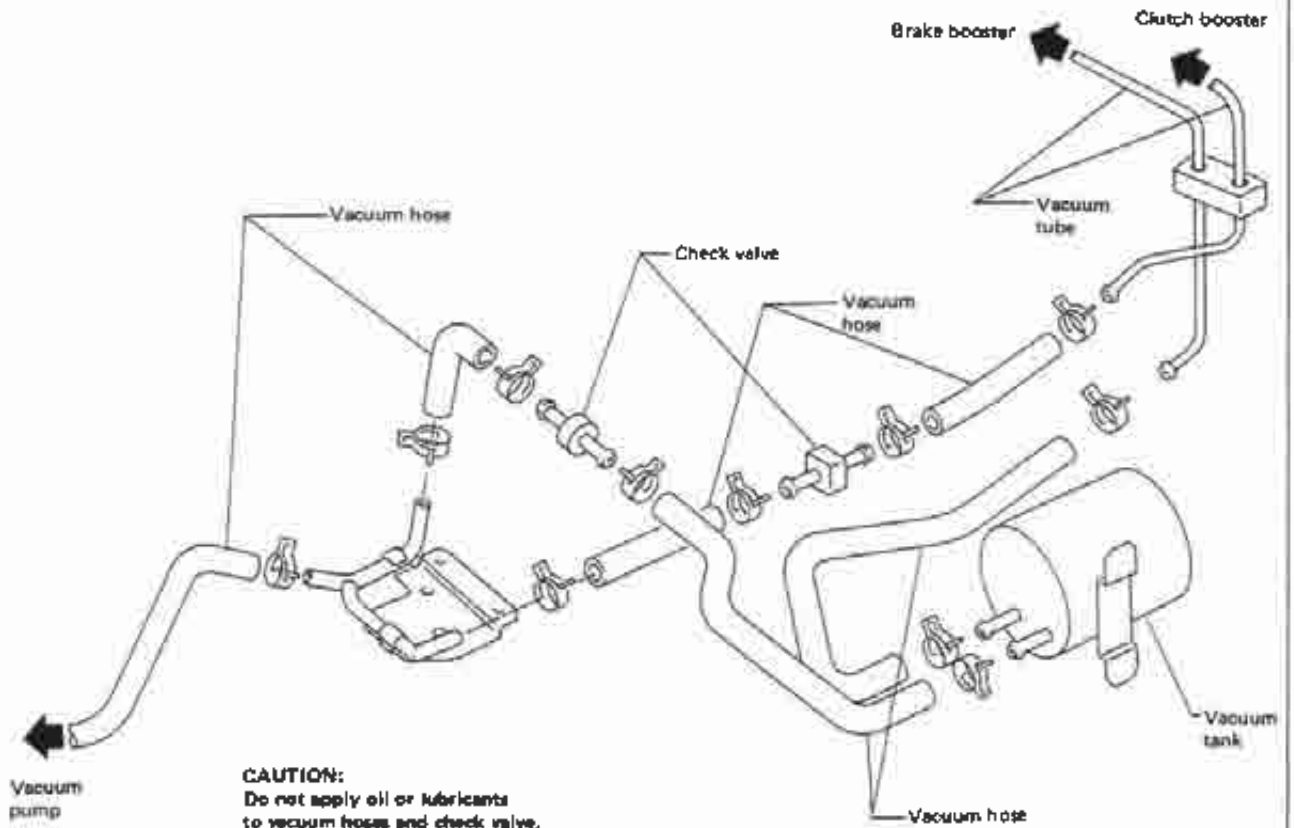 Brake booster
Clutch booster
Vacuum hose
Vacuum
tube
Check valve
Vacuum
hose
Vacuum
tank
Vacuum
pump
CAUTION:
Do not apply oil or lubricants
to vacuum hoses and check valve.
Vacuum hose